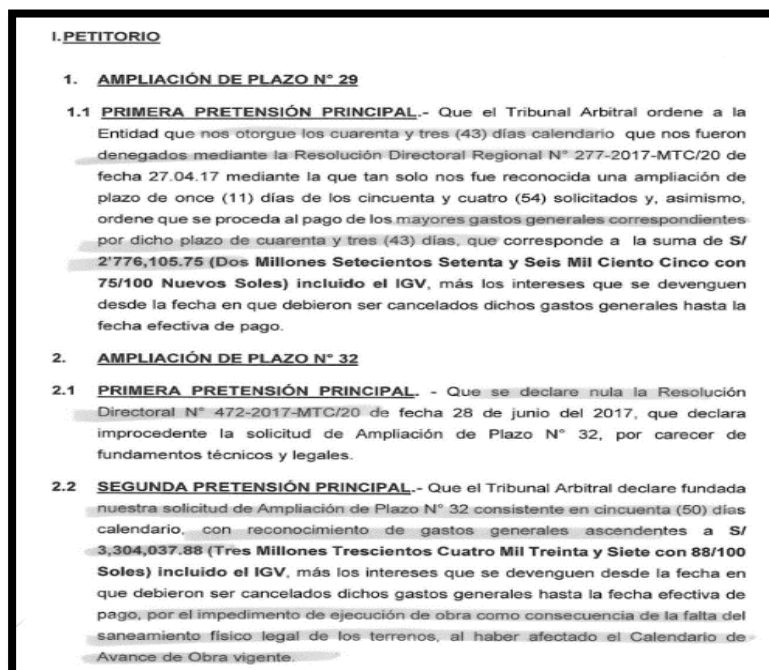 I. PETITORIO
1. AMPLIACIÓN DE PLAZO N° 29
1.1 PRIMERA PRETENSIÓN PRINCIPAL.- Que el Tribunal Arbitral ordene a la
Entidad que nos otorgue los cuarenta y tres (43) días calendario que nos fueron
denegados mediante la Resolución Directoral Regional N° 277-2017-MTC/20 de
fecha 27.04.17 mediante la que tan solo nos fue reconocida una ampliación de
plazo de once (11) días de los cincuenta y cuatro (54) solicitados y, asimismo,
ordene que se proceda al pago de los mayores gastos generales correspondientes
por dicho plazo de cuarenta y tres (43) días, que corresponde a la suma de S/
2'776,105.75 (Dos Millones Setecientos Setenta y Seis Mil Ciento Cinco con
75/100 Nuevos Soles) incluido el IGV, más los intereses que se devenguen
desde la fecha en que debieron ser cancelados dichos gastos generales hasta la
fecha efectiva de pago.
2. AMPLIACIÓN DE PLAZO N° 32
2.1 PRIMERA PRETENSIÓN PRINCIPAL. - Que se declare nula la Resolución
Directoral N° 472-2017-MTC/20 de fecha 28 de junio del 2017, que declara
improcedente la solicitud de Ampliación de Plazo N° 32, por carecer de
fundamentos técnicos y legales.
2.2 SEGUNDA PRETENSIÓN PRINCIPAL.- Que el Tribunal Arbitral declare fundada
nuestra solicitud de Ampliación de Plazo N° 32 consistente en cincuenta (50) días
calendario, con reconocimiento de gastos generales ascendentes a S/
3,304,037.88 (Tres Millones Trescientos Cuatro Mil Treinta y Siete con 88/100
Soles) incluido el IGV, más los intereses que se devenguen desde la fecha en
que debieron ser cancelados dichos gastos generales hasta la fecha efectiva de
pago, por el impedimento de ejecución de obra como consecuencia de la falta del
saneamiento físico legal de los terrenos, al haber afectado el Calendario de
Avance de Obra vigente.